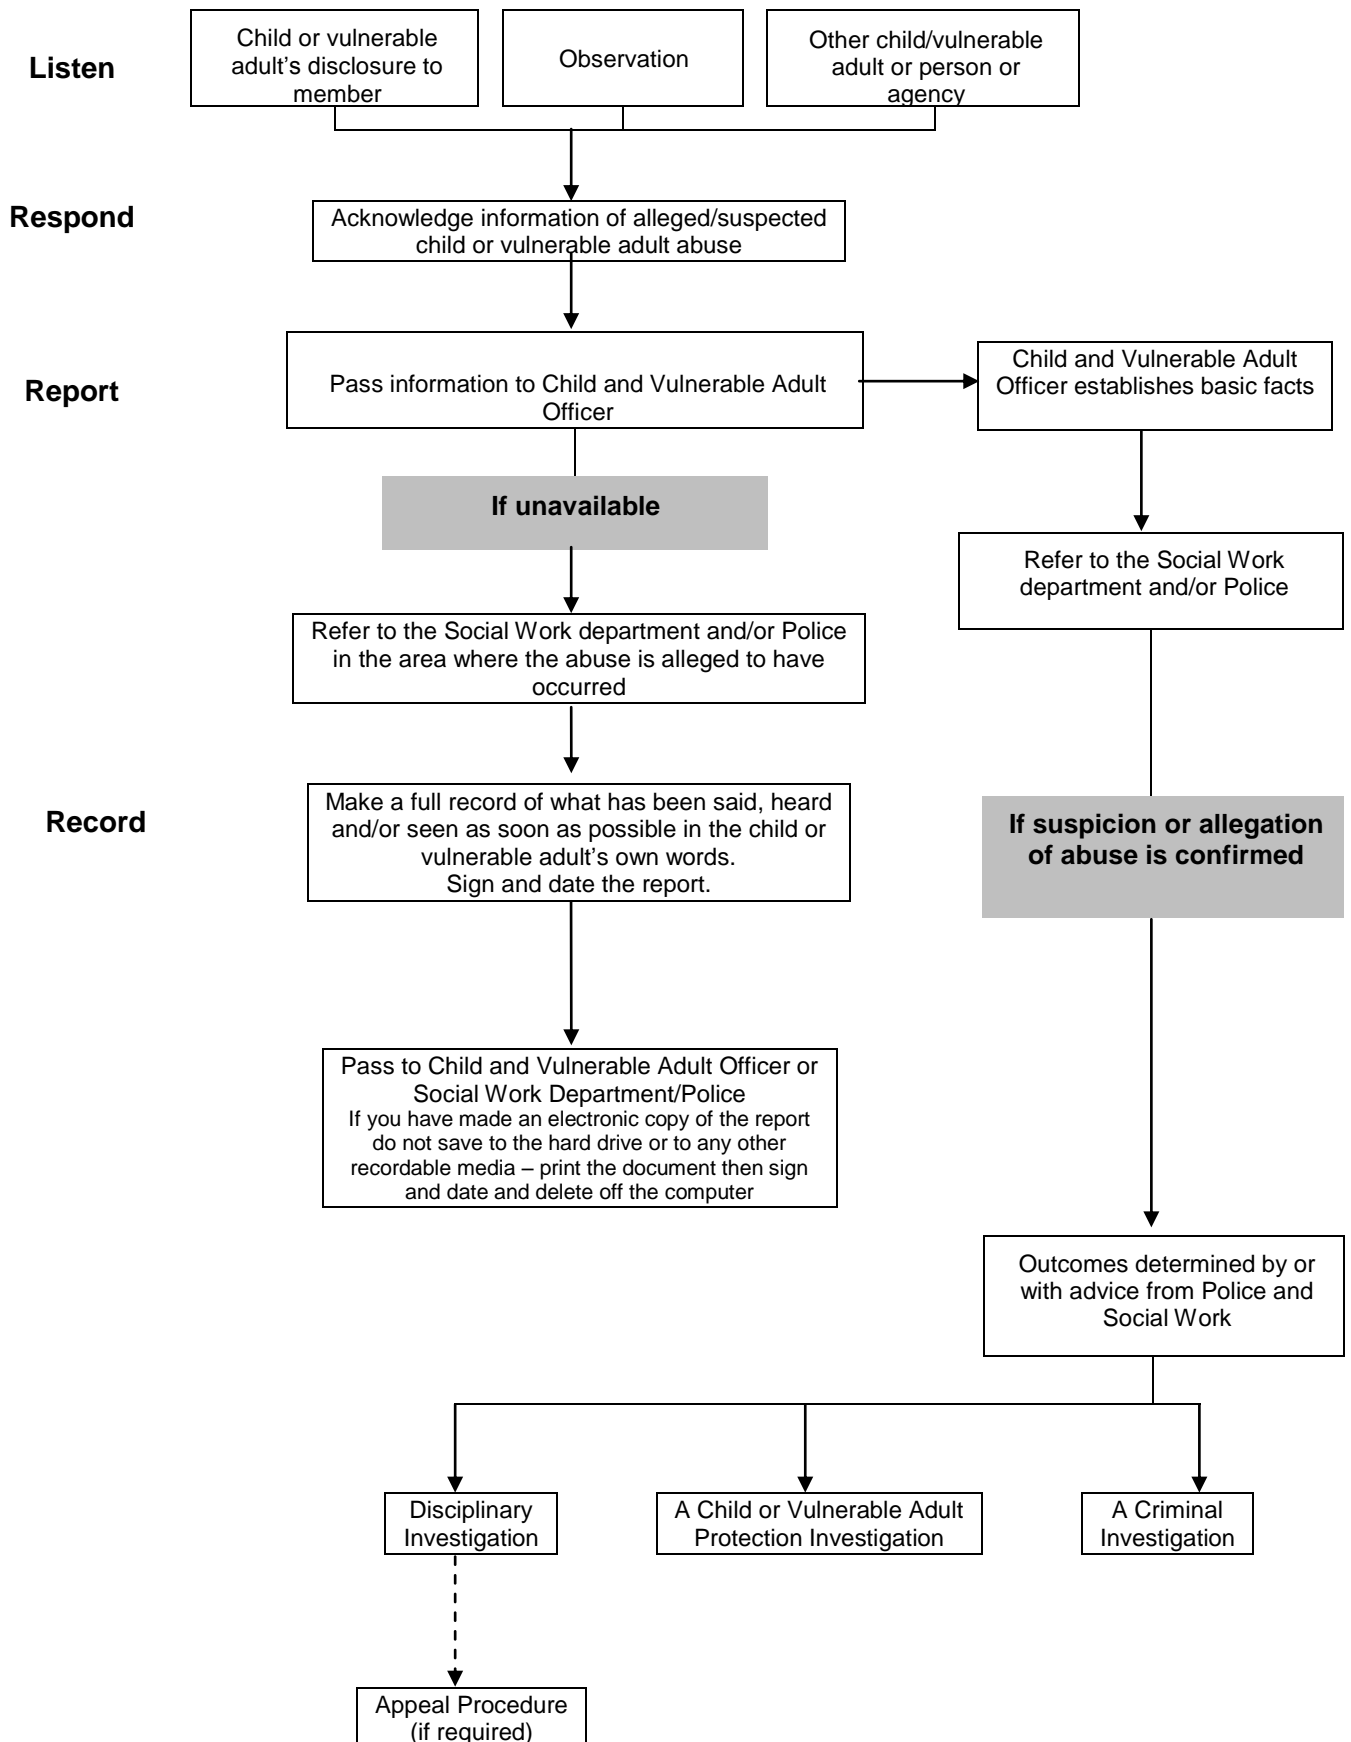 Listen
Child or vulnerable
adult's disclosure to
member
Observation
Other child/vulnerable
adult or person or
agency
Respond
Acknowledge information of alleged/suspected
child or vulnerable adult abuse
Report
Pass information to Child and Vulnerable Adult
Officer
Child and Vulnerable Adult
Officer establishes basic facts
If unavailable
Refer to the Social Work
department and/or Police
Refer to the Social Work department and/or Police
in the area where the abuse is alleged to have
occurred
Record
Make a full record of what has been said, heard
and/or seen as soon as possible in the child or
vulnerable adult's own words.
Sign and date the report.
If suspicion or allegation
of abuse is confirmed
Pass to Child and Vulnerable Adult Officer or
Social Work Department/Police
If you have made an electronic copy of the report
do not save to the hard drive or to any other
recordable media – print the document then sign
and date and delete off the computer
Outcomes determined by or
with advice from Police and
Social Work
Disciplinary
Investigation
A Child or Vulnerable Adult
Protection Investigation
A Criminal
Investigation
Appeal Procedure
(if required)